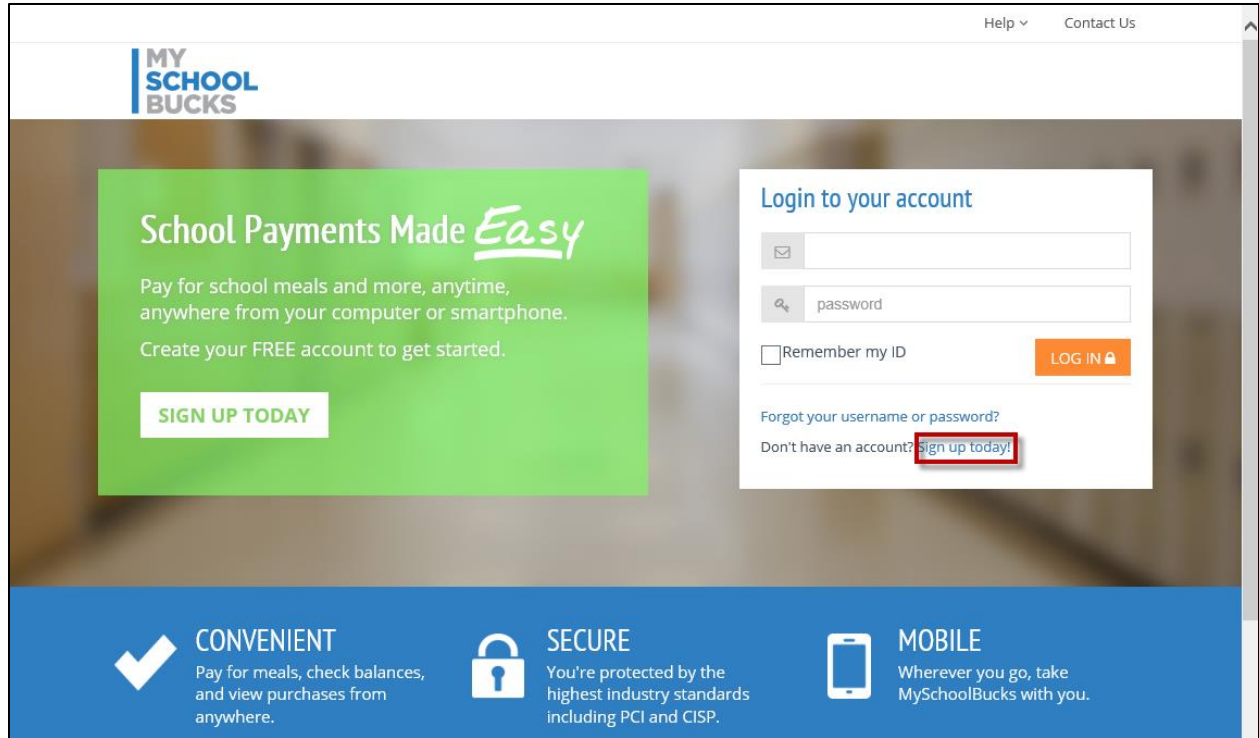 Help Contact Us
MY
SCHOOL
BUCKS
School Payments Made Easy
Pay for school meals and more, anytime,
anywhere from your computer or smartphone.
Create your FREE account to get started.
SIGN UP TODAY
Login to your account
password
Remember my ID
LOG IN
Forgot your username or password?
Don't have an account? Sign up today!
CONVENIENT
Pay for meals, check balances,
and view purchases from
anywhere.
SECURE
You're protected by the
highest industry standards
including PCI and CISP.
MOBILE
Wherever you go, take
MySchoolBucks with you.